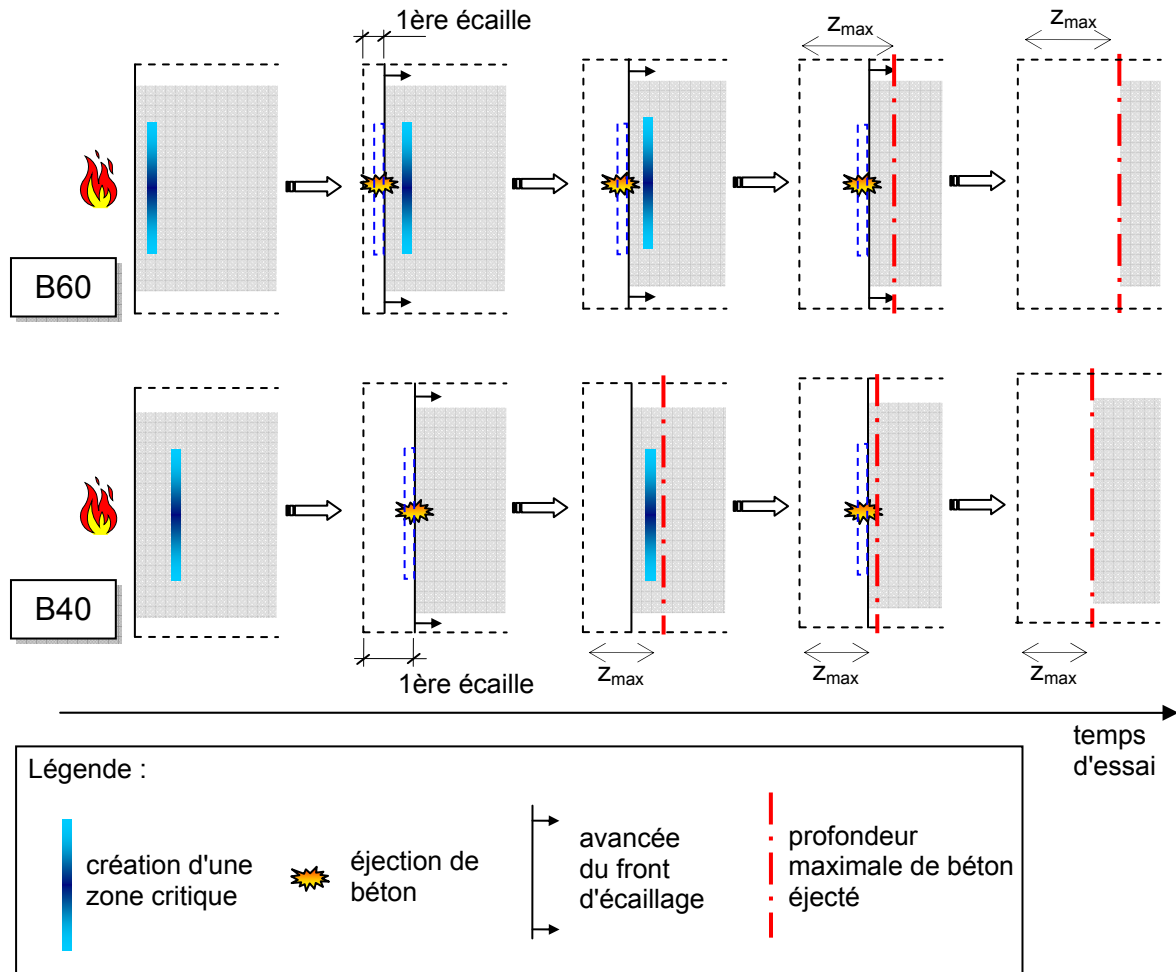 1ère écaille
zmax
zmax
B60
B40
1ère écaille
zmax
zmax
zmax
temps
d'essai
Légende :
création d'une
zone critique
éjection de
béton
avancée
du front
d'écaillage
profondeur
maximale de béton
éjecté